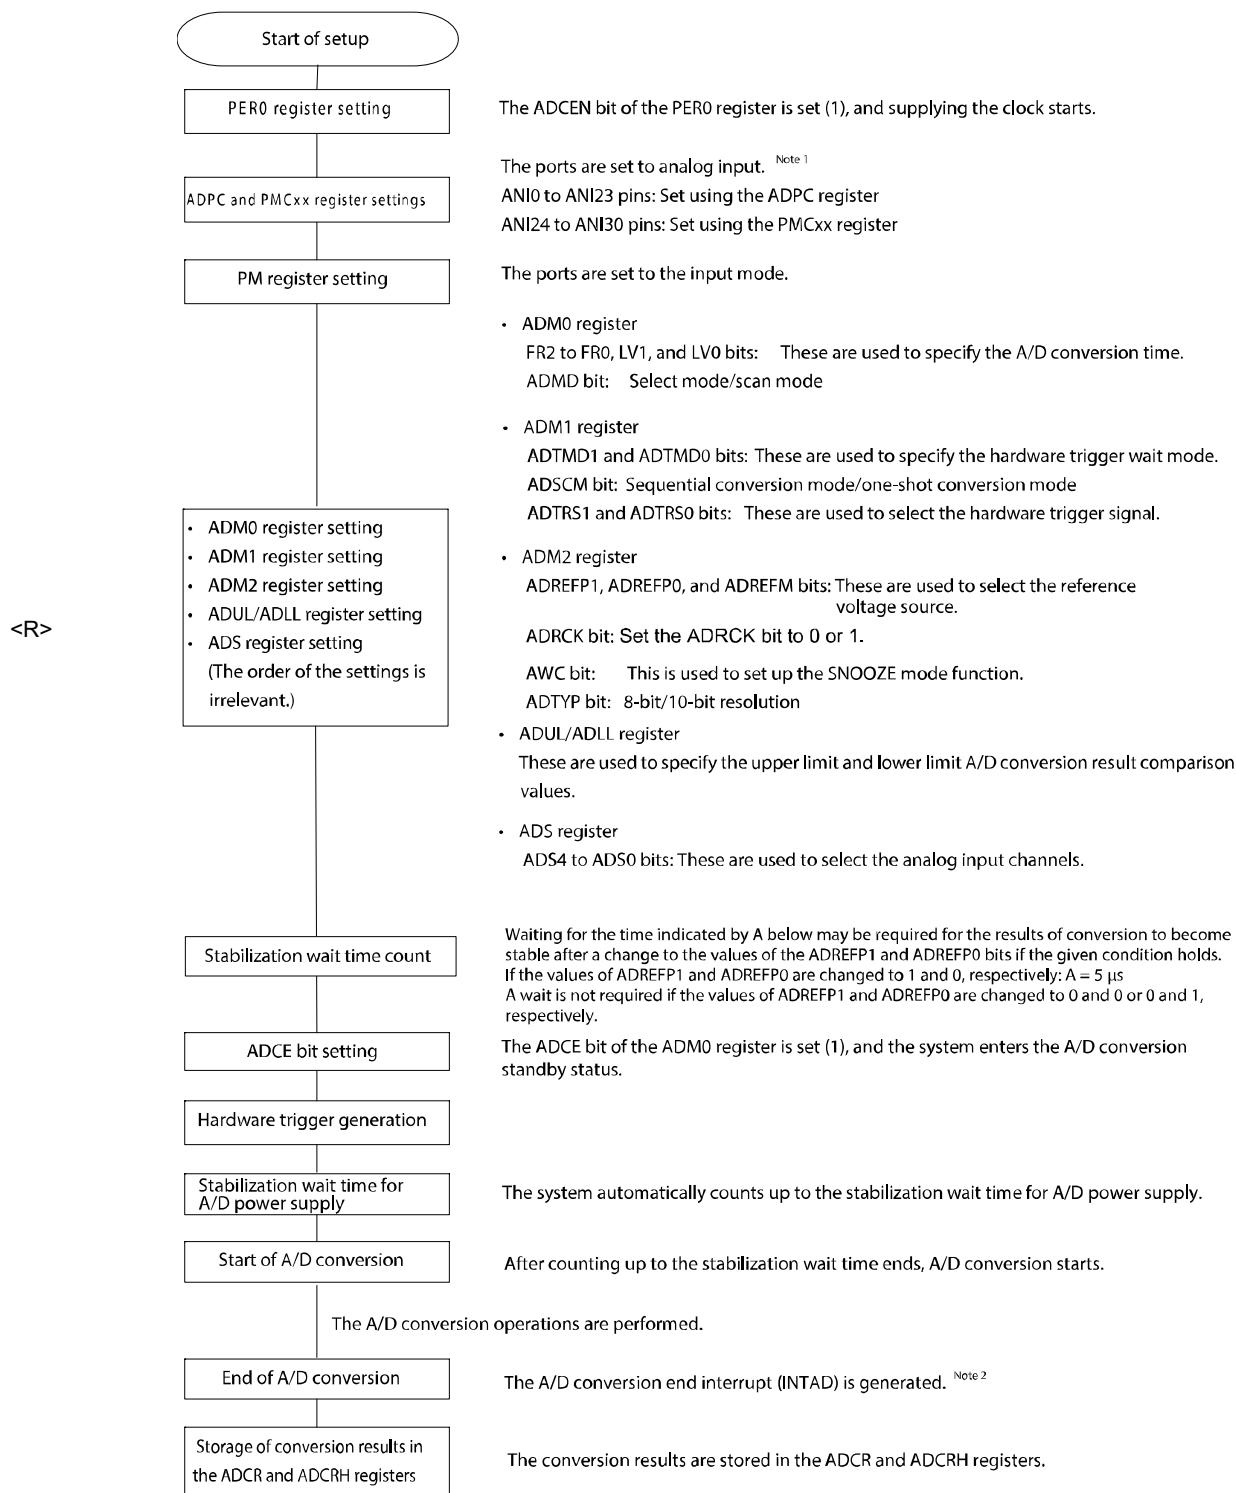 Start of setup
PER0 register setting
The ADCEN bit of the PER0 register is set (1), and supplying the clock starts.
ADPC and PMCxx register settings
The ports are set to analog input. Note 1
ANI0 to ANI23 pins: Set using the ADPC register
ANI24 to ANI30 pins: Set using the PMCxx register
PM register setting
The ports are set to the input mode.
<R>
• ADM0 register setting
• ADM1 register setting
• ADM2 register setting
• ADUL/ADLL register setting
• ADS register setting
(The order of the settings is
irrelevant.)
• ADM0 register
FR2 to FR0, LV1, and LV0 bits: These are used to specify the A/D conversion time.
ADMD bit: Select mode/scan mode
• ADM1 register
ADTMD1 and ADTMD0 bits: These are used to specify the hardware trigger wait mode.
ADSCM bit: Sequential conversion mode/one-shot conversion mode
ADTRS1 and ADTRS0 bits: These are used to select the hardware trigger signal.
• ADM2 register
ADREFP1, ADREFP0, and ADREFM bits: These are used to select the reference
voltage source.
ADRCK bit: Set the ADRCK bit to 0 or 1.
AWC bit: This is used to set up the SNOOZE mode function.
ADTYP bit: 8-bit/10-bit resolution
• ADUL/ADLL register
These are used to specify the upper limit and lower limit A/D conversion result comparison
values.
• ADS register
ADS4 to ADS0 bits: These are used to select the analog input channels.
Stabilization wait time count
Waiting for the time indicated by A below may be required for the results of conversion to become
stable after a change to the values of the ADREFP1 and ADREFP0 bits if the given condition holds.
If the values of ADREFP1 and ADREFP0 are changed to 1 and 0, respectively: A = 5 µs
A wait is not required if the values of ADREFP1 and ADREFP0 are changed to 0 and 0 or 0 and 1,
respectively.
ADCE bit setting
The ADCE bit of the ADM0 register is set (1), and the system enters the A/D conversion
standby status.
Hardware trigger generation
Stabilization wait time for
A/D power supply
The system automatically counts up to the stabilization wait time for A/D power supply.
Start of A/D conversion
After counting up to the stabilization wait time ends, A/D conversion starts.
The A/D conversion operations are performed.
End of A/D conversion
The A/D conversion end interrupt (INTAD) is generated. Note 2
Storage of conversion results in
the ADCR and ADCRH registers
The conversion results are stored in the ADCR and ADCRH registers.